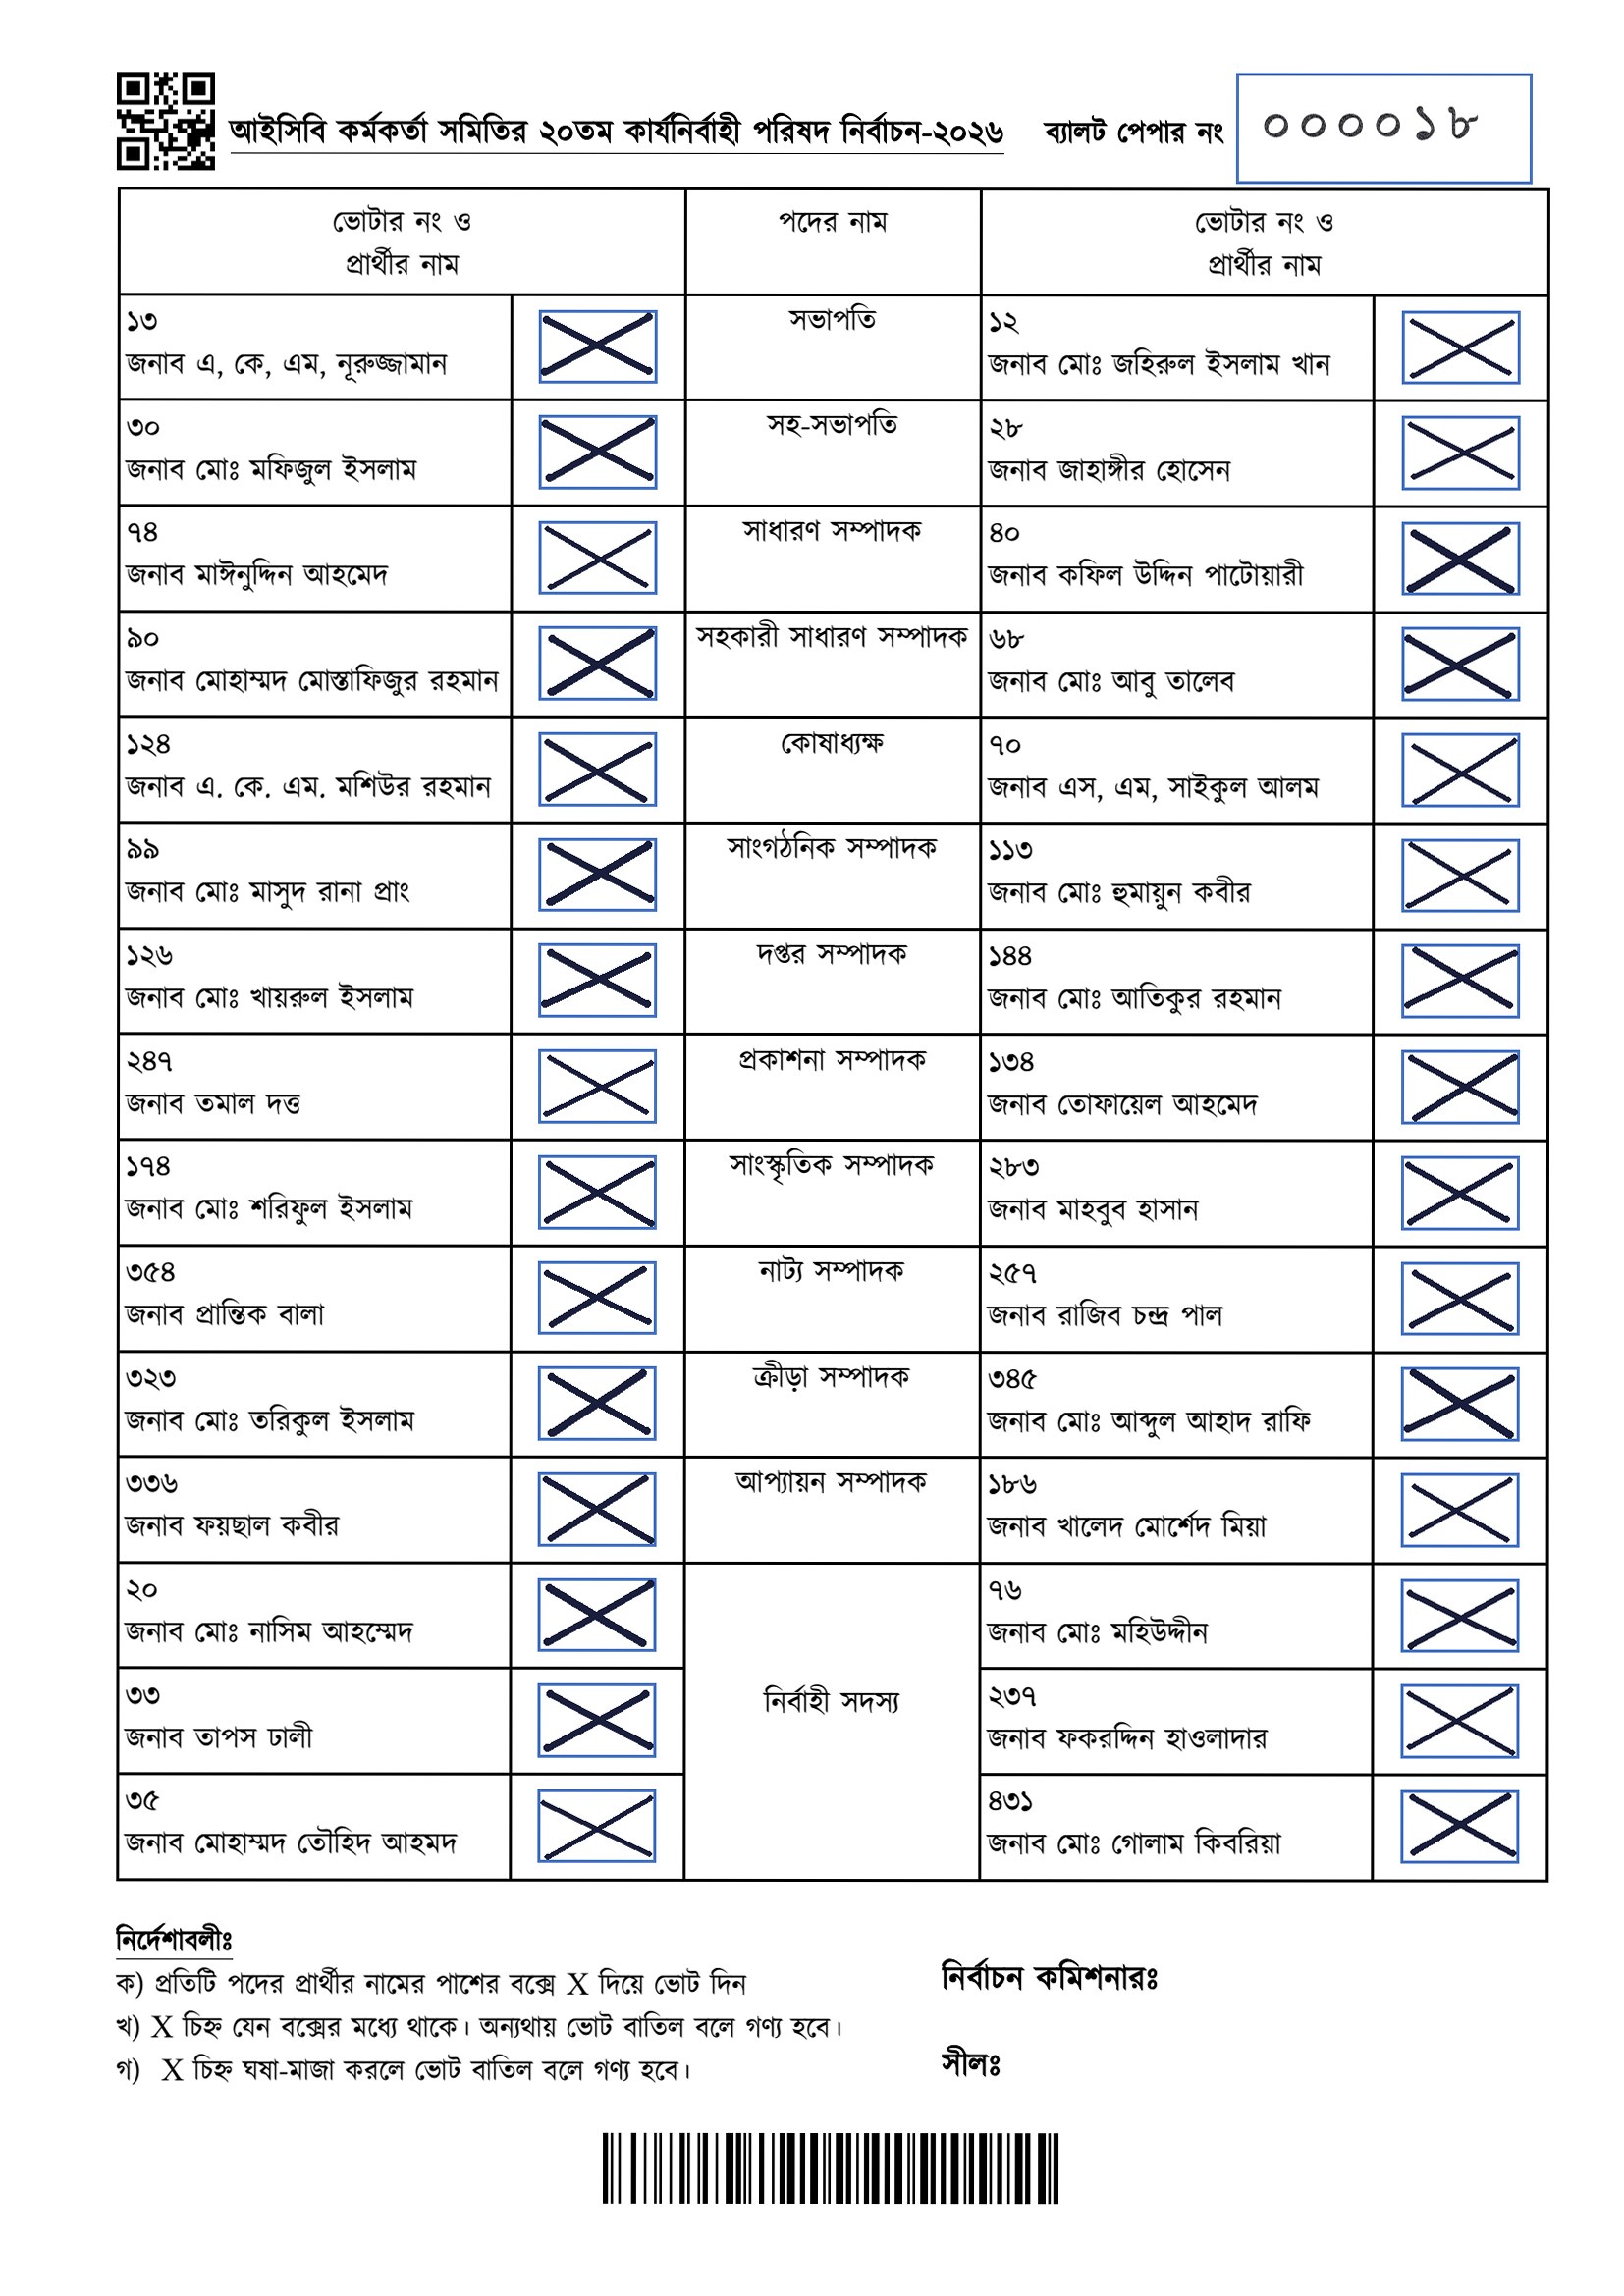 আইসিবি কর্মকর্তা সমিতির ২০তম কার্যনির্বাহী পরিষদ নির্বাচন-২০২৬ ব্যালট পেপার নং ০০০০১৮
ভোটার নং ও প্রার্থীর নাম পদের নাম ভোটার নং ও প্রার্থীর নাম
১৩ সভাপতি ১২
জনাব এ, কে, এম, নূরুজ্জামান X জনাব মোঃ জহিরুল ইসলাম খান X
৩০ সহ-সভাপতি ২৮
জনাব মোঃ মফিজুল ইসলাম X জনাব জাহাঙ্গীর হোসেন X
৭৪ সাধারণ সম্পাদক ৪০
জনাব মাঈনুদ্দিন আহমেদ X জনাব কফিল উদ্দিন পাটোয়ারী X
৯০ সহকারী সাধারণ সম্পাদক ৬৮
জনাব মোহাম্মদ মোস্তাফিজুর রহমান X জনাব মোঃ আবু তালেব X
১২৪ কোষাধ্যক্ষ ৭০
জনাব এ. কে. এম. মশিউর রহমান X জনাব এস, এম, সাইকুল আলম X
৯৯ সাংগঠনিক সম্পাদক ১১৩
জনাব মোঃ মাসুদ রানা প্রাং X জনাব মোঃ হুমায়ুন কবীর X
১২৬ দপ্তর সম্পাদক ১৪৪
জনাব মোঃ খায়রুল ইসলাম X জনাব মোঃ আতিকুর রহমান X
২৪৭ প্রকাশনা সম্পাদক ১৩৪
জনাব তমাল দত্ত X জনাব তোফায়েল আহমেদ X
১৭৪ সাংস্কৃতিক সম্পাদক ২৮৩
জনাব মোঃ শরিফুল ইসলাম X জনাব মাহবুব হাসান X
৩৫৪ নাট্য সম্পাদক ২৫৭
জনাব প্রান্তিক বালা X জনাব রাজিব চন্দ্র পাল X
৩২৩ ক্রীড়া সম্পাদক ৩৪৫
জনাব মোঃ তরিকুল ইসলাম X জনাব মোঃ আব্দুল আহাদ রাফি X
৩৩৬ আপ্যায়ন সম্পাদক ১৮৬
জনাব ফয়ছাল কবীর X জনাব খালেদ মোর্শেদ মিয়া X
২০ ৭৬
জনাব মোঃ নাসিম আহম্মেদ X জনাব মোঃ মহিউদ্দীন X
৩৩ নির্বাহী সদস্য ২৩৭
জনাব তাপস ঢালী X জনাব ফকরদ্দিন হাওলাদার X
৩৫ ৪৩১
জনাব মোহাম্মদ তৌহিদ আহমদ X জনাব মোঃ গোলাম কিবরিয়া X
নির্দেশাবলীঃ
ক) প্রতিটি পদের প্রার্থীর নামের পাশের বক্সে X দিয়ে ভোট দিন
খ) X চিহ্ন যেন বক্সের মধ্যে থাকে। অন্যথায় ভোট বাতিল বলে গণ্য হবে।
গ) X চিহ্ন ঘষা-মাজা করলে ভোট বাতিল বলে গণ্য হবে।
নির্বাচন কমিশনারঃ
সীলঃ